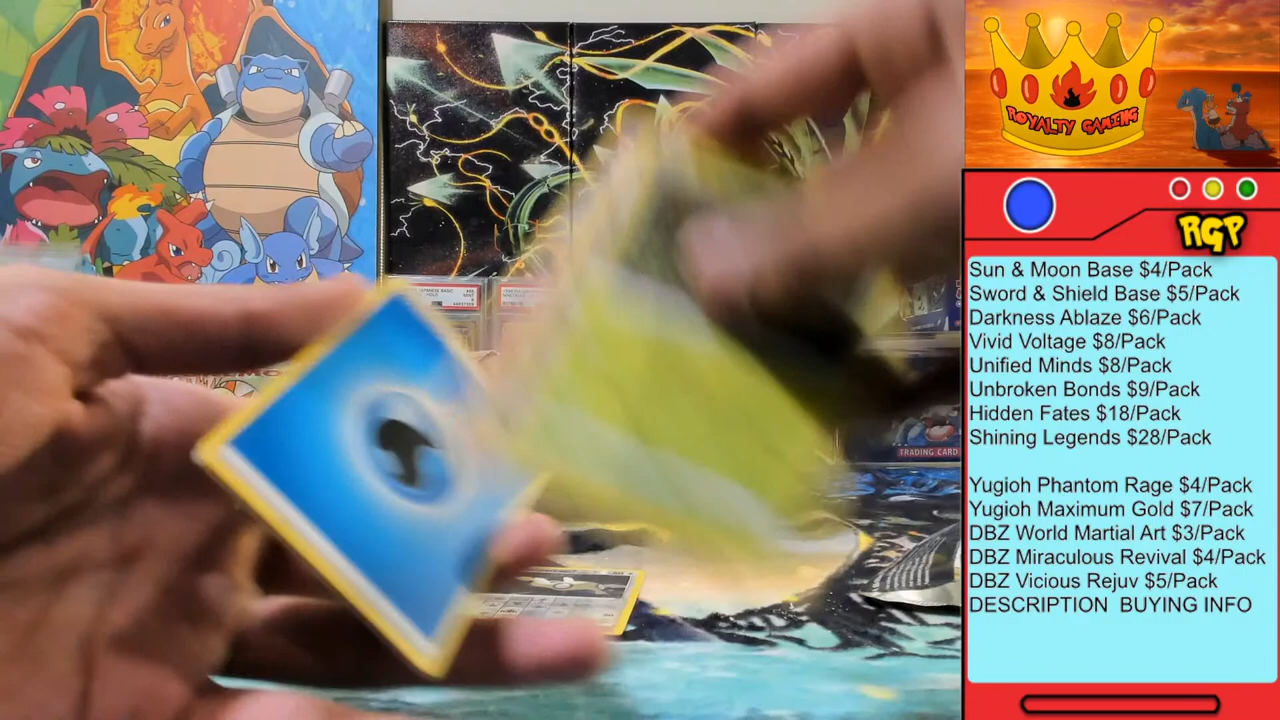 ROYALTY GAMING
RGP
Sun & Moon Base $4/Pack
Sword & Shield Base $5/Pack
Darkness Ablaze $6/Pack
Vivid Voltage $8/Pack
Unified Minds $8/Pack
Unbroken Bonds $9/Pack
Hidden Fates $18/Pack
Shining Legends $28/Pack
Yugioh Phantom Rage $4/Pack
Yugioh Maximum Gold $7/Pack
DBZ World Martial Art $3/Pack
DBZ Miraculous Revival $4/Pack
DBZ Vicious Rejuv $5/Pack
DESCRIPTION BUYING INFO
TRADING CARD